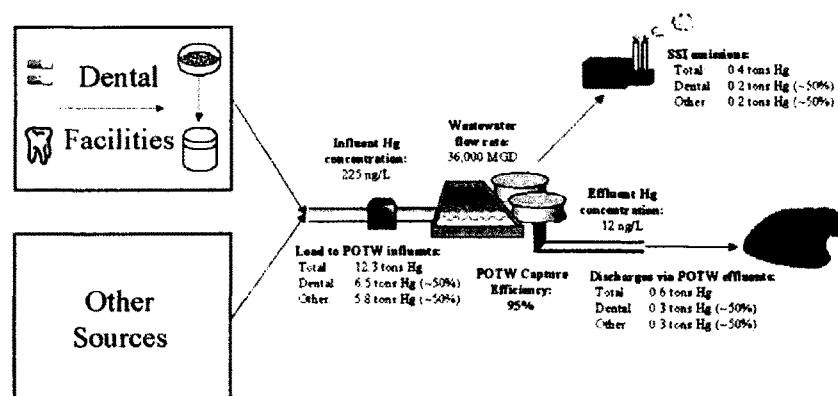 Dental
Facilities
Other
Sources
Influent Hg
concentration:
225 ng/L
Wastewater
flow rate:
36,000 MGD
SSI emissions:
Total 0.4 tons Hg
Dental 0.2 tons Hg (~50%)
Other 0.2 tons Hg (~50%)
Effluent Hg
concentration:
12 ng/L
Load to POTW influents:
Total 12.3 tons Hg
Dental 6.5 tons Hg (~50%)
Other 5.8 tons Hg (~50%)
POTW Capture
Efficiency:
95%
Discharges via POTW effluents:
Total 0.6 tons Hg
Dental 0.3 tons Hg (~50%)
Other 0.3 tons Hg (~50%)